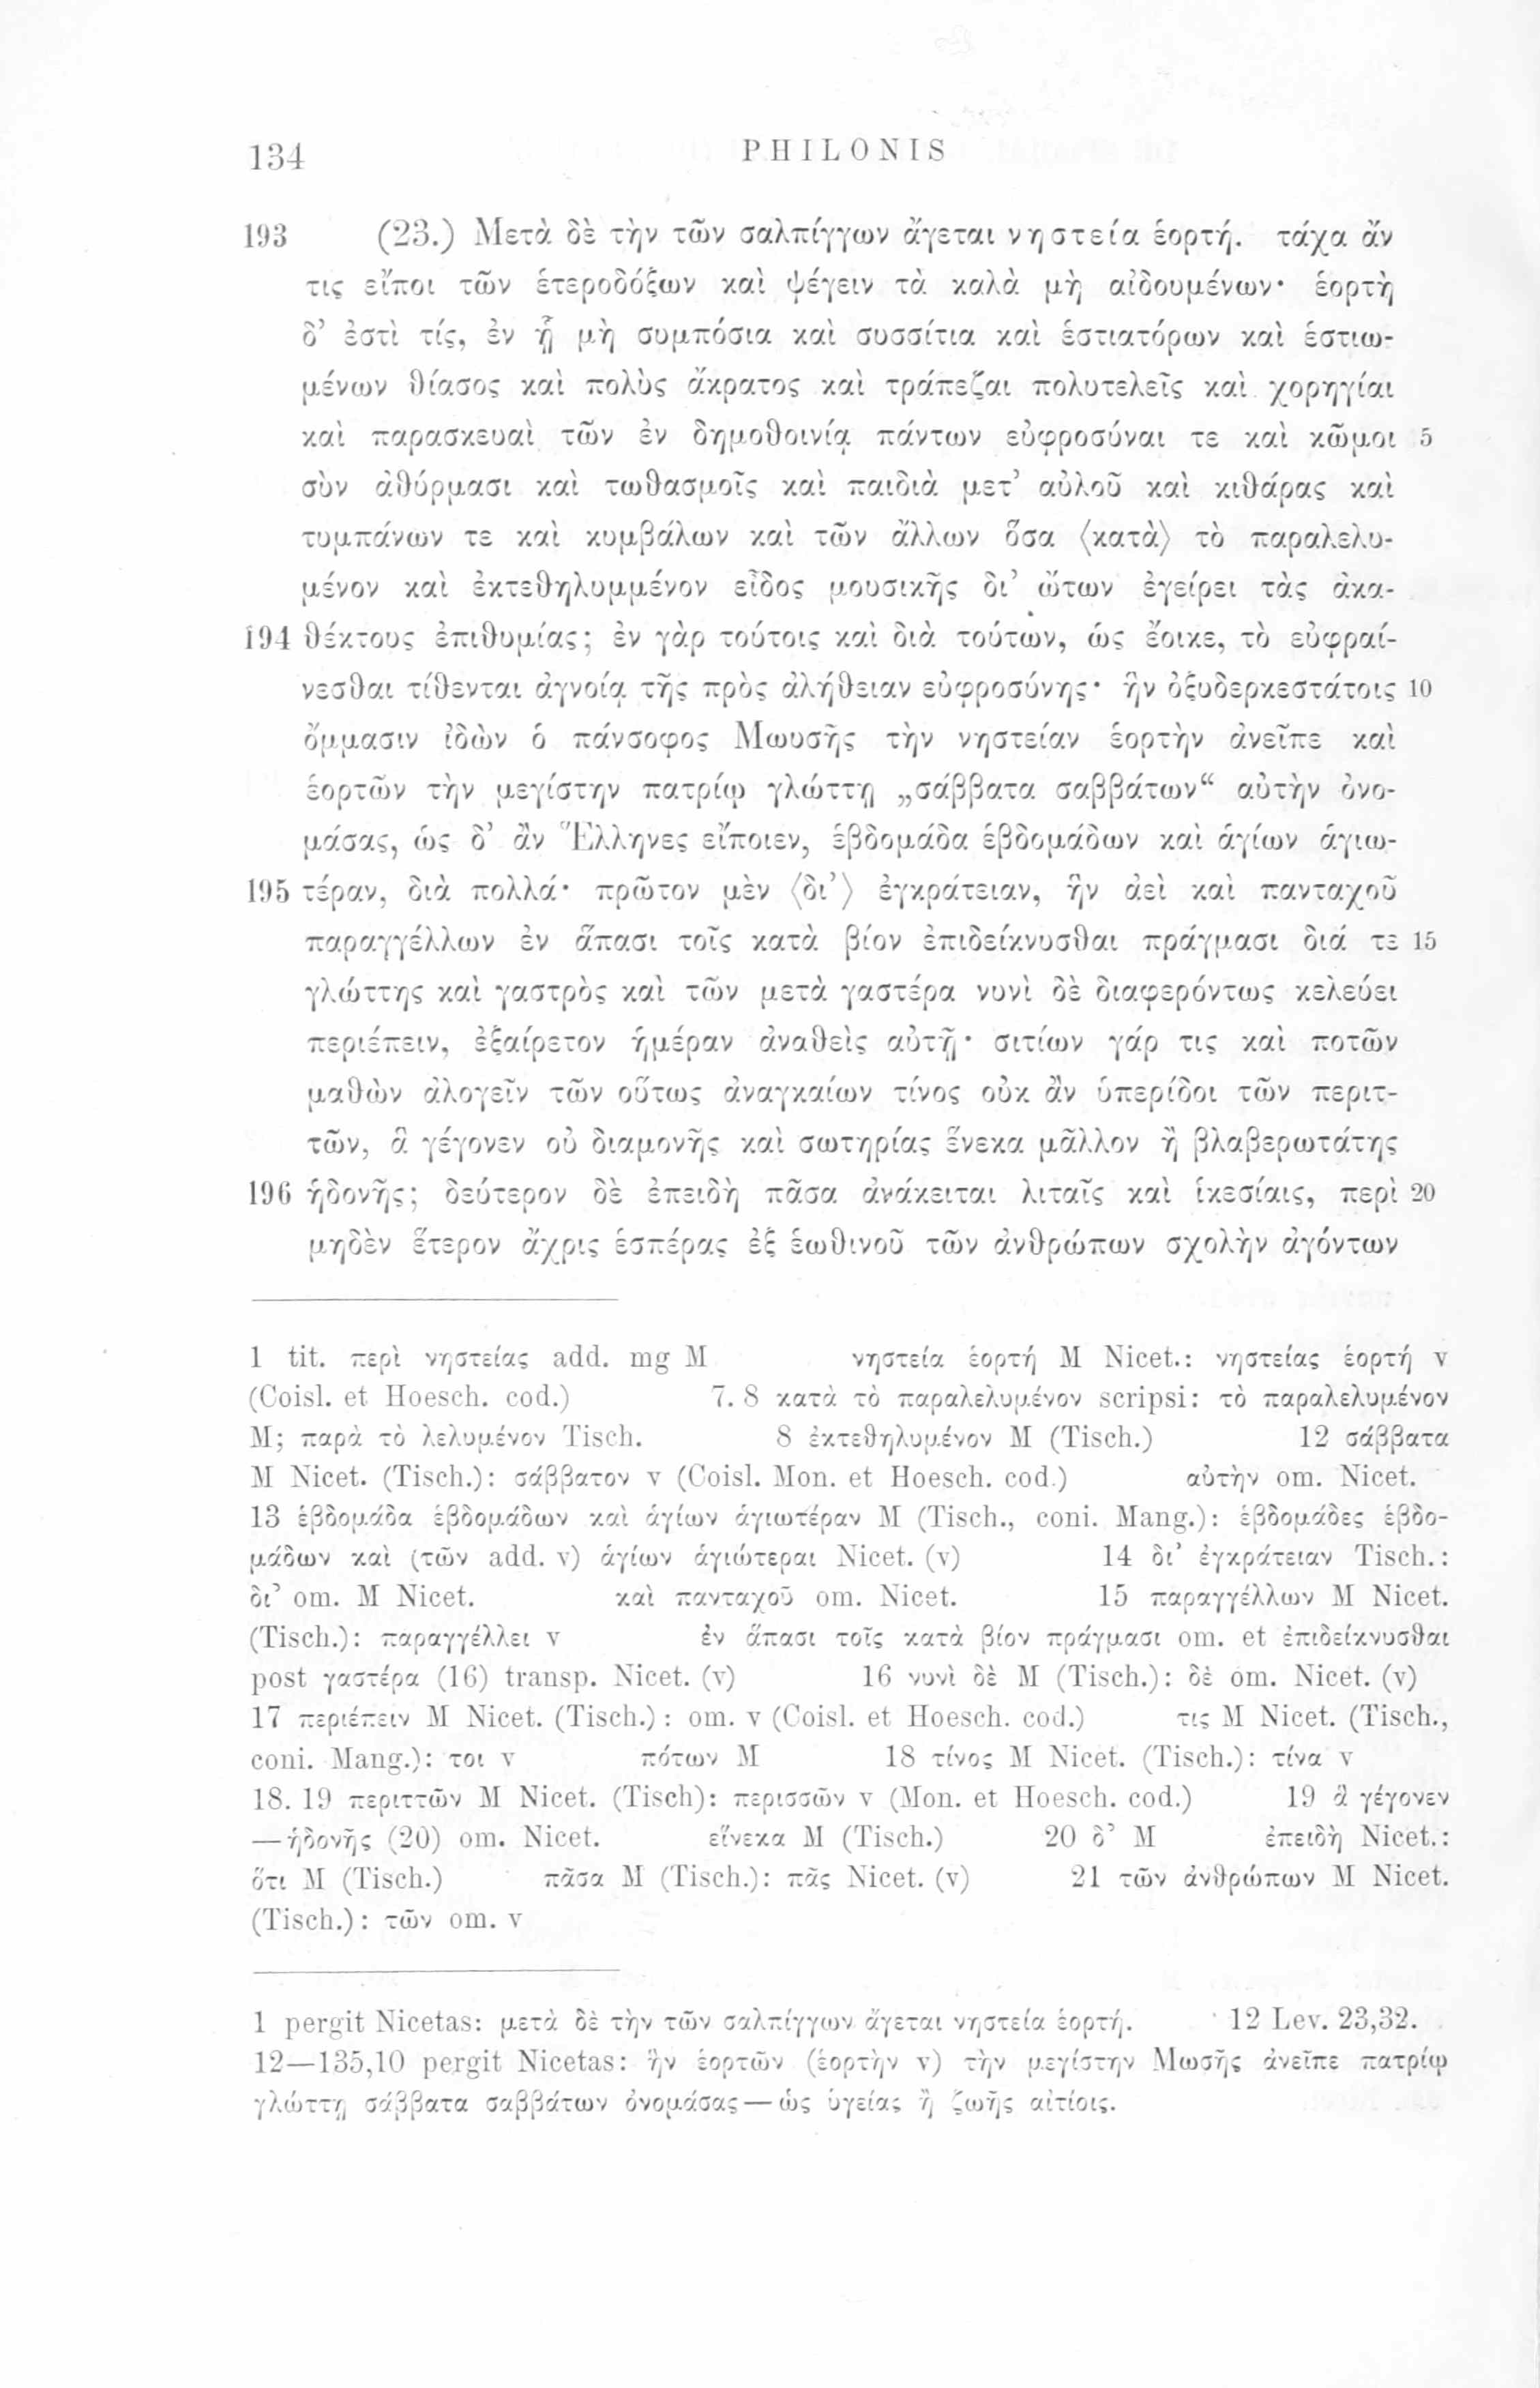 134 PHILONIS
193 (23.) Μετὰ δὲ τὴν τῶν σαλπίγγων ἄγεται νηστεία ἑορτή. τάχα ἄν
τις εἴποι τῶν ἑτεροδόξων καὶ ψέγειν τὰ καλὰ μὴ αἰδουμένων· ἑορτὴ
δ’ ἐστὶ τίς, ἐν ᾗ μὴ συμπόσια καὶ συσσίτια καὶ ἑστιατόρων καὶ ἑστιω-
μένων θίασος καὶ πολὺς ἄκρατος καὶ τράπεζαι πολυτελεῖς καὶ χορηγίαι
καὶ παρασκευαὶ τῶν ἐν δημοθοινίᾳ πάντων εὐφροσύναι τε καὶ κῶμοι 5
σὺν ἀθύρμασι καὶ τωθασμοῖς καὶ παιδιὰ μετ’ αὐλοῦ καὶ κιθάρας καὶ
τυμπάνων τε καὶ κυμβάλων καὶ τῶν ἄλλων ὅσα ⟨κατὰ⟩ τὸ παραλελυ-
μένον καὶ ἐκτεθηλυμμένον εἶδος μουσικῆς δι’ ὤτων ἐγείρει τὰς ἀκα-
194 θέκτους ἐπιθυμίας; ἐν γὰρ τούτοις καὶ διὰ τούτων, ὡς ἔοικε, τὸ εὐφραί-
νεσθαι τίθενται ἀγνοίᾳ τῆς πρὸς ἀλήθειαν εὐφροσύνης· ἣν ὀξυδερκεστάτοις 10
ὄμμασιν ἰδὼν ὁ πάνσοφος Μωυσῆς τὴν νηστείαν ἑορτὴν ἀνεῖπε καὶ
ἑορτῶν τὴν μεγίστην πατρίῳ γλώττῃ „σάββατα σαββάτων“ αὐτὴν ὀνο-
μάσας, ὡς δ’ ἂν Ἕλληνες εἴποιεν, ἑβδομάδα ἑβδομάδων καὶ ἁγίων ἁγιω-
195 τέραν, διὰ πολλά· πρῶτον μὲν ⟨δι’⟩ ἐγκράτειαν, ἣν ἀεὶ καὶ πανταχοῦ
παραγγέλλων ἐν ἅπασι τοῖς κατὰ βίον ἐπιδείκνυσθαι πράγμασι διά τε 15
γλώττης καὶ γαστρὸς καὶ τῶν μετὰ γαστέρα νυνὶ δὲ διαφερόντως κελεύει
περιέπειν, ἐξαίρετον ἡμέραν ἀναθεὶς αὐτῇ· σιτίων γάρ τις καὶ ποτῶν
μαθὼν ἀλογεῖν τῶν οὕτως ἀναγκαίων τίνος οὐκ ἂν ὑπερίδοι τῶν περιτ-
τῶν, ἃ γέγονεν οὐ διαμονῆς καὶ σωτηρίας ἕνεκα μᾶλλον ἢ βλαβερωτάτης
196 ἡδονῆς; δεύτερον δὲ ἐπειδὴ πᾶσα ἀνάκειται λιταῖς καὶ ἱκεσίαις, περὶ 20
μηδὲν ἕτερον ἄχρις ἑσπέρας ἐξ ἑωθινοῦ τῶν ἀνθρώπων σχολὴν ἀγόντων
1 tit. περὶ νηστείας add. mg M νηστεία ἑορτή M Nicet.: νηστείας ἑορτή v
(Coisl. et Hoesch. cod.) 7. 8 κατὰ τὸ παραλελυμένον scripsi: τὸ παραλελυμένον
M; παρὰ τὸ λελυμένον Tisch. 8 ἐκτεθηλυμένον M (Tisch.) 12 σάββατα
M Nicet. (Tisch.): σάββατον v (Coisl. Mon. et Hoesch. cod.) αὐτὴν om. Nicet.
13 ἑβδομάδα ἑβδομάδων καὶ ἁγίων ἁγιωτέραν M (Tisch., coni. Mang.): ἑβδομάδες ἑβδο-
μάδων καὶ (τῶν add. v) ἁγίων ἁγιώτεραι Nicet. (v) 14 δι’ ἐγκράτειαν Tisch.:
δι’ om. M Nicet. καὶ πανταχοῦ om. Nicet. 15 παραγγέλλων M Nicet.
(Tisch.): παραγγέλλει v ἐν ἅπασι τοῖς κατὰ βίον πράγμασι om. et ἐπιδείκνυσθαι
post γαστέρα (16) transp. Nicet. (v) 16 νυνὶ δὲ M (Tisch.): δὲ om. Nicet. (v)
17 περιέπειν M Nicet. (Tisch.): om. v (Coisl. et Hoesch. cod.) τις M Nicet. (Tisch.,
coni. Mang.): τοι v πότων M 18 τίνος M Nicet. (Tisch.): τίνα v
18. 19 περιττῶν M Nicet. (Tisch): περισσῶν v (Mon. et Hoesch. cod.) 19 ἃ γέγονεν
—ἡδονῆς (20) om. Nicet. εἵνεκα M (Tisch.) 20 δ’ M ἐπειδὴ Nicet.:
ὅτι M (Tisch.) πᾶσα M (Tisch.): πᾶς Nicet. (v) 21 τῶν ἀνθρώπων M Nicet.
(Tisch.): τῶν om. v
1 pergit Nicetas: μετὰ δὲ τὴν τῶν σαλπίγγων ἄγεται νηστεία ἑορτή. 12 Lev. 23,32.
12—135,10 pergit Nicetas: ἣν ἑορτῶν (ἑορτὴν v) τὴν μεγίστην Μωσῆς ἀνεῖπε πατρίῳ
γλώττῃ σάββατα σαββάτων ὀνομάσας — ὡς ὑγείας ἢ ζωῆς αἰτίοις.